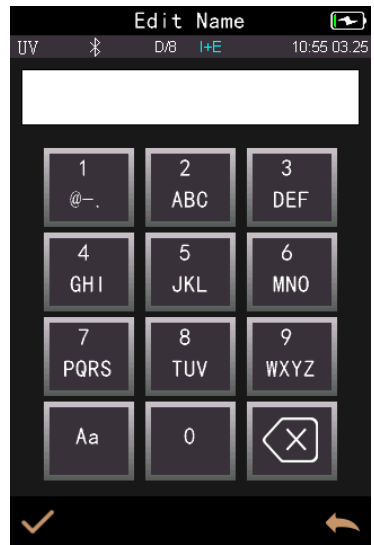 Edit Name
UV D/8 I+E 10:55 03.25
1 2 3
@-. ABC DEF
4 5 6
GHI JKL MNO
7 8 9
PQRS TUV WXYZ
Aa 0